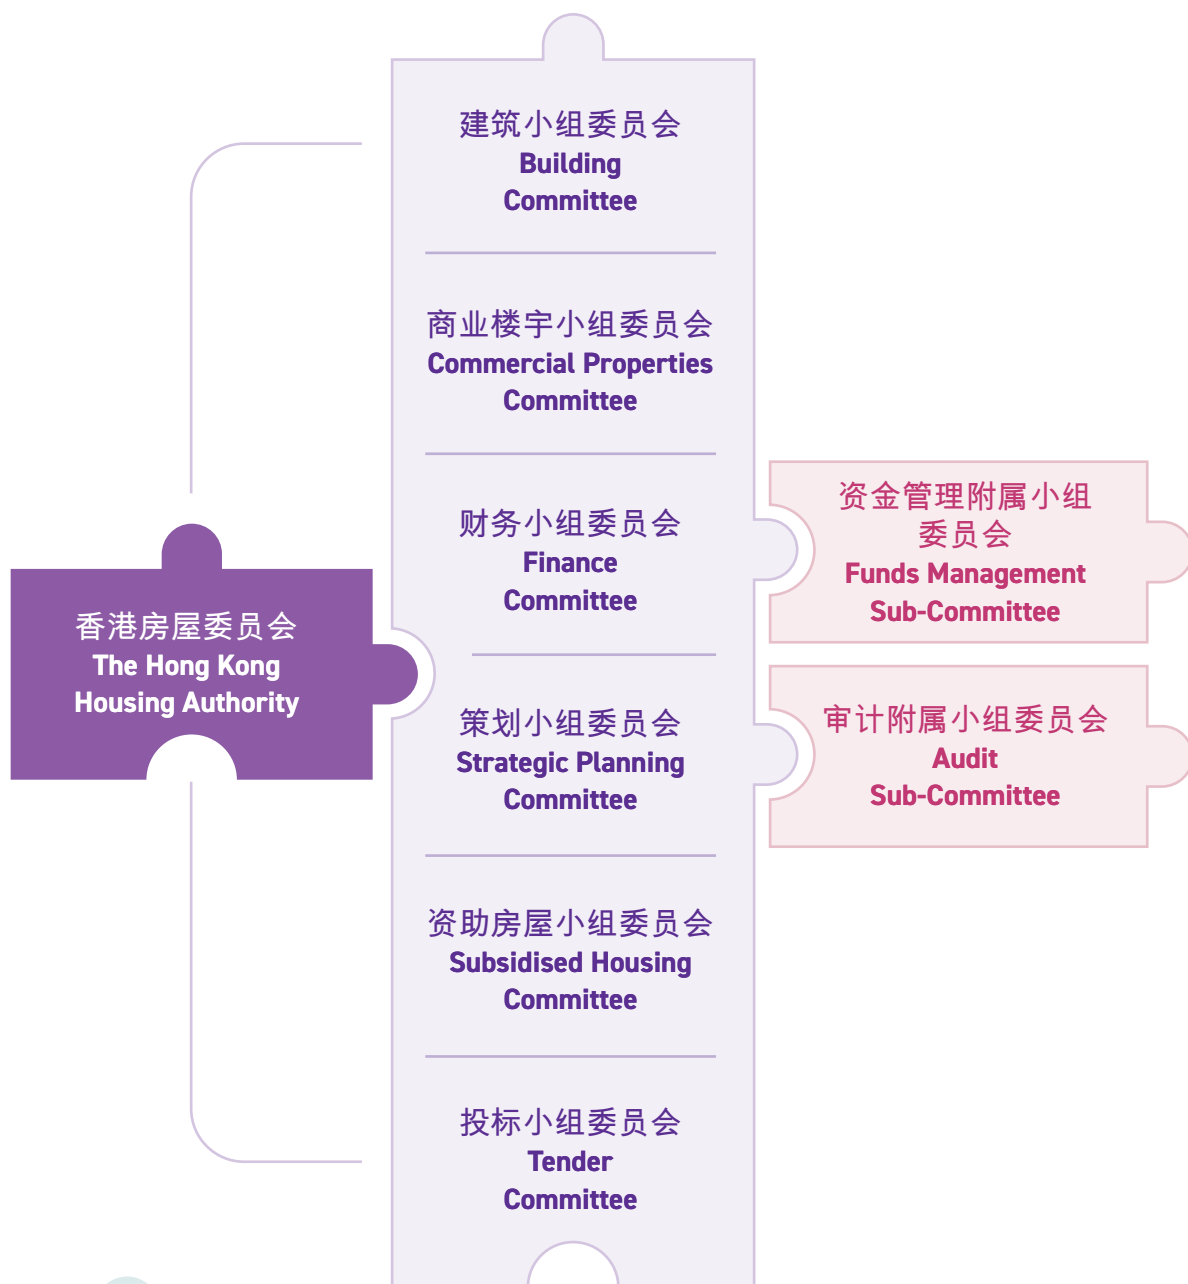 建筑小组委员会
Building
Committee
商业楼宇小组委员会
Commercial Properties
Committee
财务小组委员会
Finance
Committee
资金管理附属小组
委员会
Funds Management
Sub-Committee
香港房屋委员会
The Hong Kong
Housing Authority
策划小组委员会
Strategic Planning
Committee
审计附属小组委员会
Audit
Sub-Committee
资助房屋小组委员会
Subsidised Housing
Committee
投标小组委员会
Tender
Committee